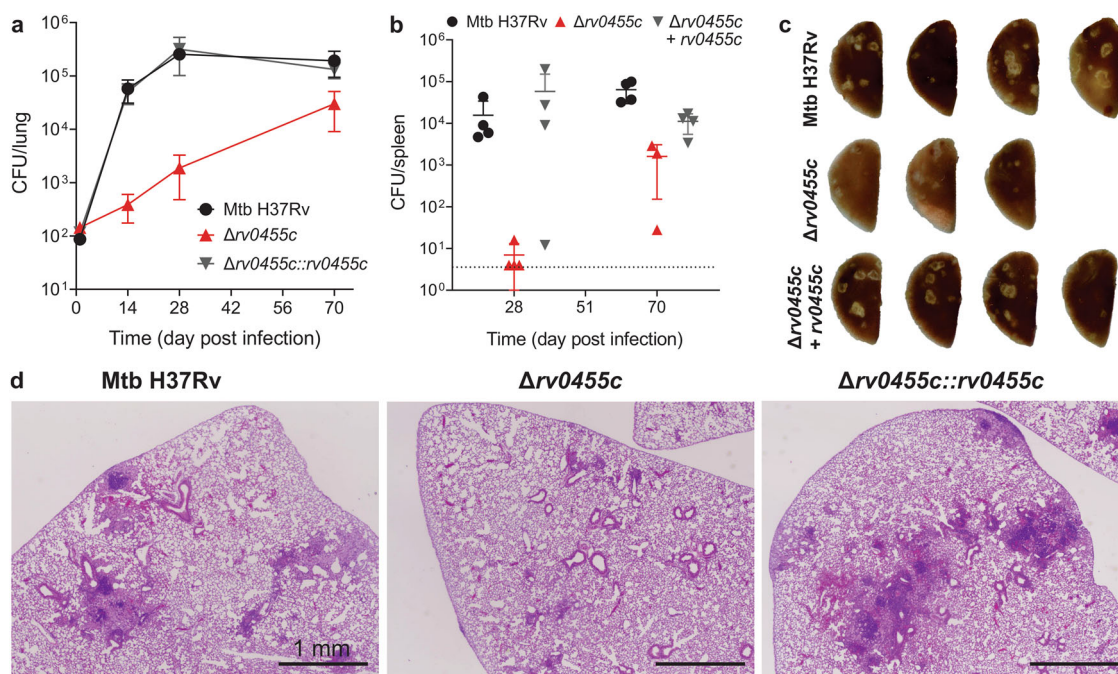 a
CFU/lung
10⁶
10⁵
10⁴
10³
10²
10¹
0 14 28 42 56 70
Time (day post infection)
Mtb H37Rv
Δrv0455c
Δrv0455c::rv0455c
b
Mtb H37Rv Δrv0455c Δrv0455c
+ rv0455c
CFU/spleen
10⁶
10⁵
10⁴
10³
10²
10¹
10⁰
28 51 70
Time (day post infection)
c
Mtb H37Rv
Δrv0455c
Δrv0455c
+ rv0455c
d
Mtb H37Rv Δrv0455c Δrv0455c::rv0455c
1 mm